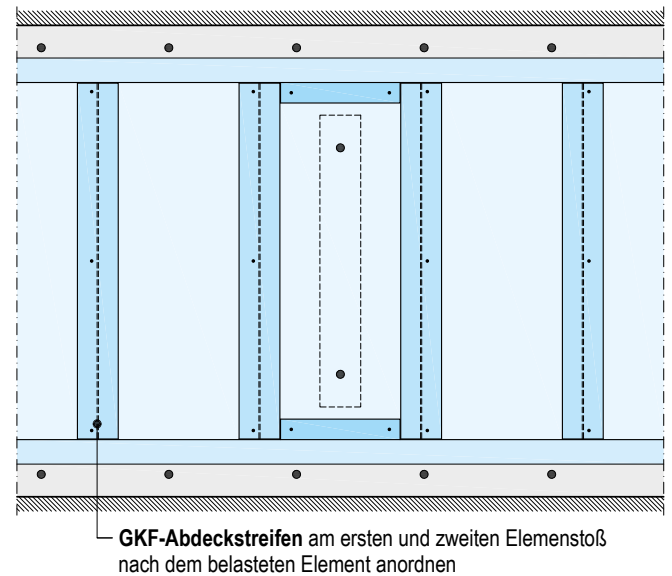 GKF-Abdeckstreifen am ersten und zweiten Elemenstoß
nach dem belasteten Element anordnen